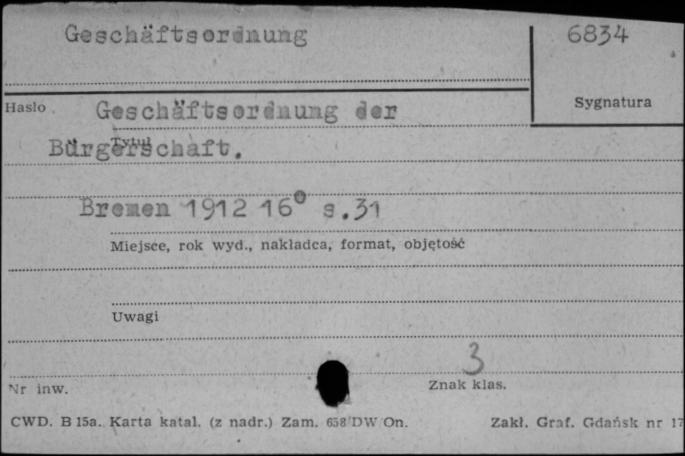 Geschäftsordnung
6834
Hasło
Sygnatura
Geschäftsordnung der
Tytuł
Bürgerschaft.
Bremen 1912 16° s.31
Miejsce, rok wyd., nakładca, format, objętość
Uwagi
3
Nr inw.
Znak klas.
CWD. B 15a. Karta katal. (z nadr.) Zam. 658 DW On.
Zakł. Graf. Gdańsk nr 17